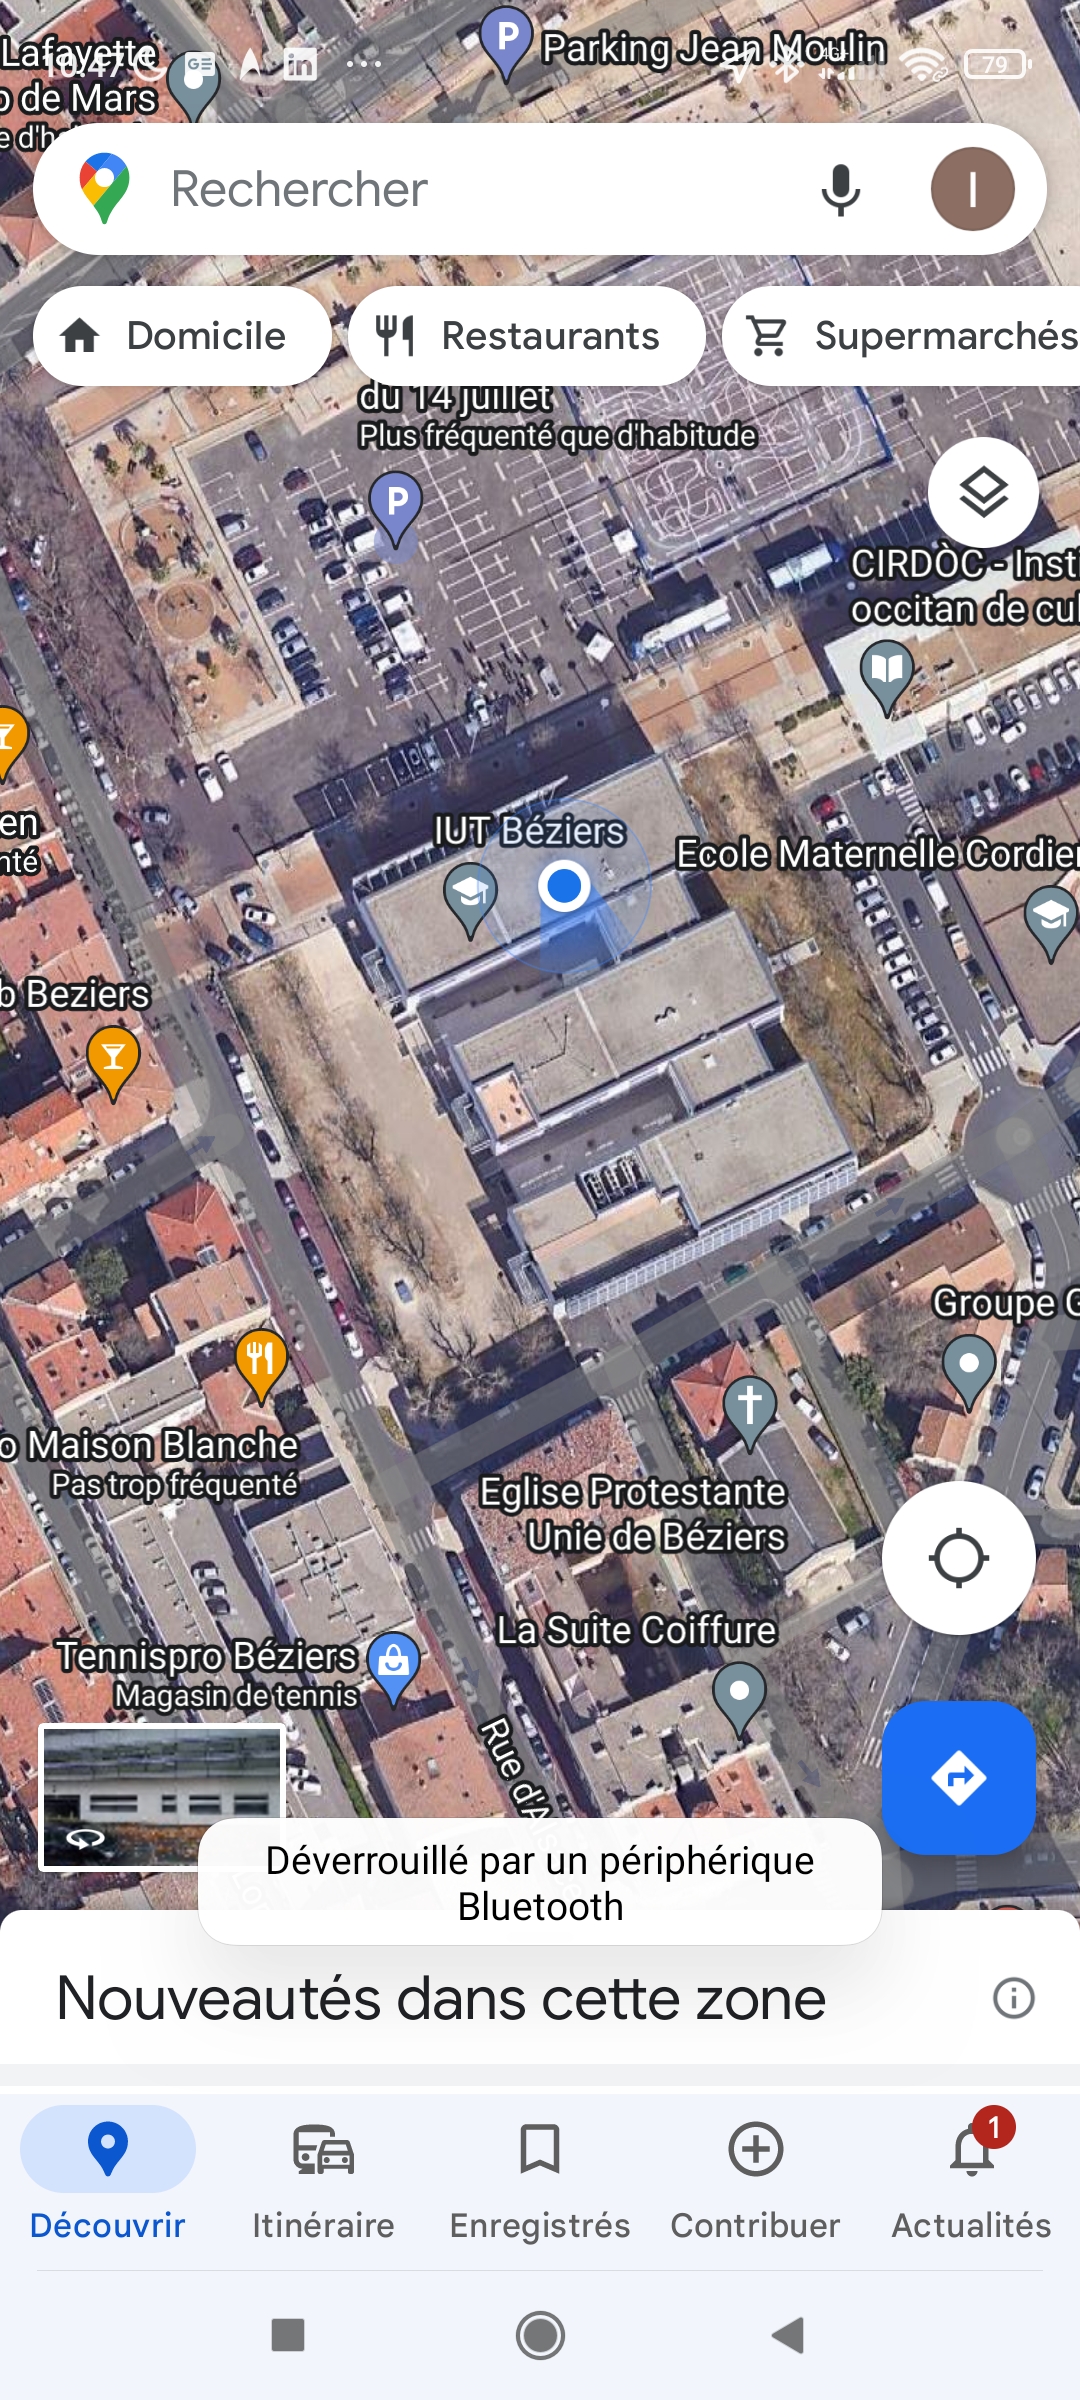 Lafayette
de Mars
Parking Jean Moulin
16:47
79
Rechercher
I
Domicile
Restaurants
Supermarchés
du 14 juillet
Plus fréquenté que d'habitude
P
P
CIRDÒC - Insti
occitan de cul
en
nté
IUT Béziers
Ecole Maternelle Cordier
b Beziers
Groupe G
o Maison Blanche
Pas trop fréquenté
Eglise Protestante
Unie de Béziers
La Suite Coiffure
Tennispro Béziers
Magasin de tennis
Rue d'Alsace
Déverrouillé par un périphérique
Bluetooth
Nouveautés dans cette zone
1
Découvrir
Itinéraire
Enregistrés
Contribuer
Actualités